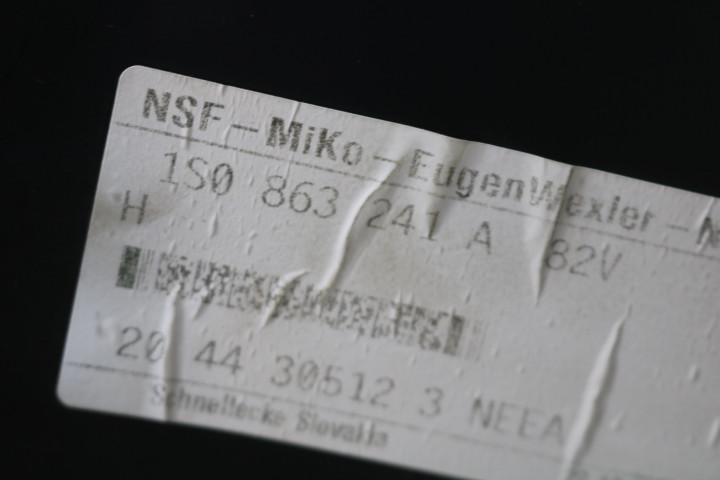 NSF – MiKo – EugenWexler – N
1S0 863 241 A 82V
H
20 44 30512 3 NEEA
Schnellecke Slovakia